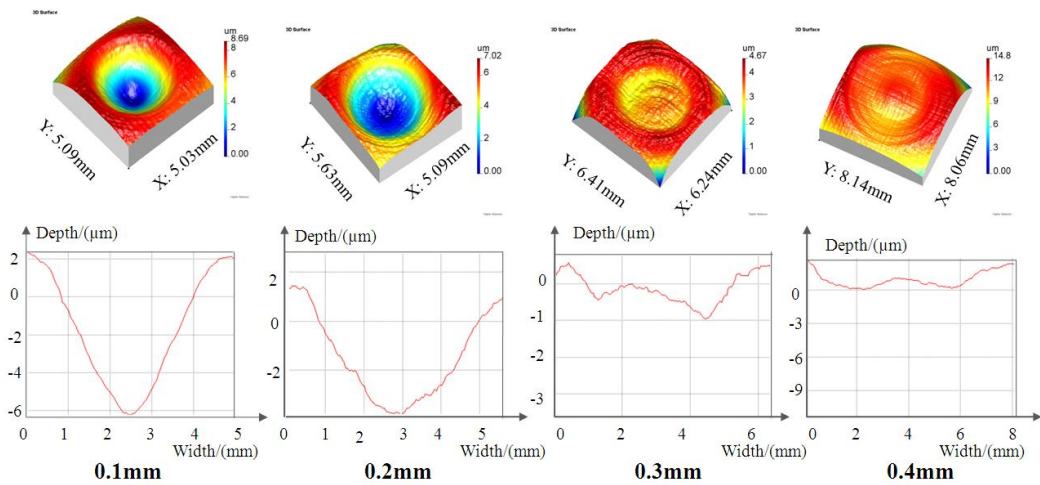 3D Surface
um
8.69
8
6
4
2
0.00
Y: 5.09mm
X: 5.03mm
3D Surface
um
7.02
6
4
2
0.00
Y: 5.63mm
X: 5.09mm
3D Surface
um
4.67
4
3
2
1
0.00
Y: 6.41mm
X: 6.24mm
3D Surface
um
14.8
12.0
9.0
6.0
3.0
0.00
Y: 8.14mm
X: 8.06mm
Depth/(µm)
2
0
-2
-4
-6
0 1 2 3 4 5
Width/(mm)
0.1mm
Depth/(µm)
2
0
-2
0 1 2 3 4 5
Width/(mm)
0.2mm
Depth/(µm)
0
-1
-2
-3
0 2 4 6
Width/(mm)
0.3mm
Depth/(µm)
0
-3
-6
-9
0 2 4 6 8
Width/(mm)
0.4mm